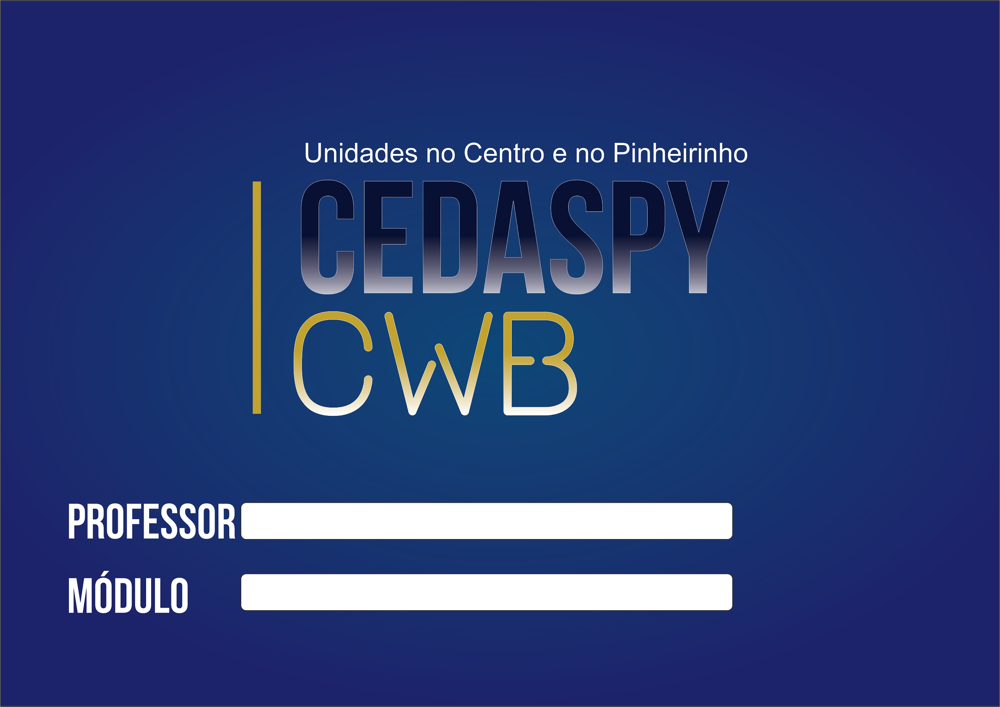 Unidades no Centro e no Pinheirinho
CEDASPY
CWB
PROFESSOR
MÓDULO